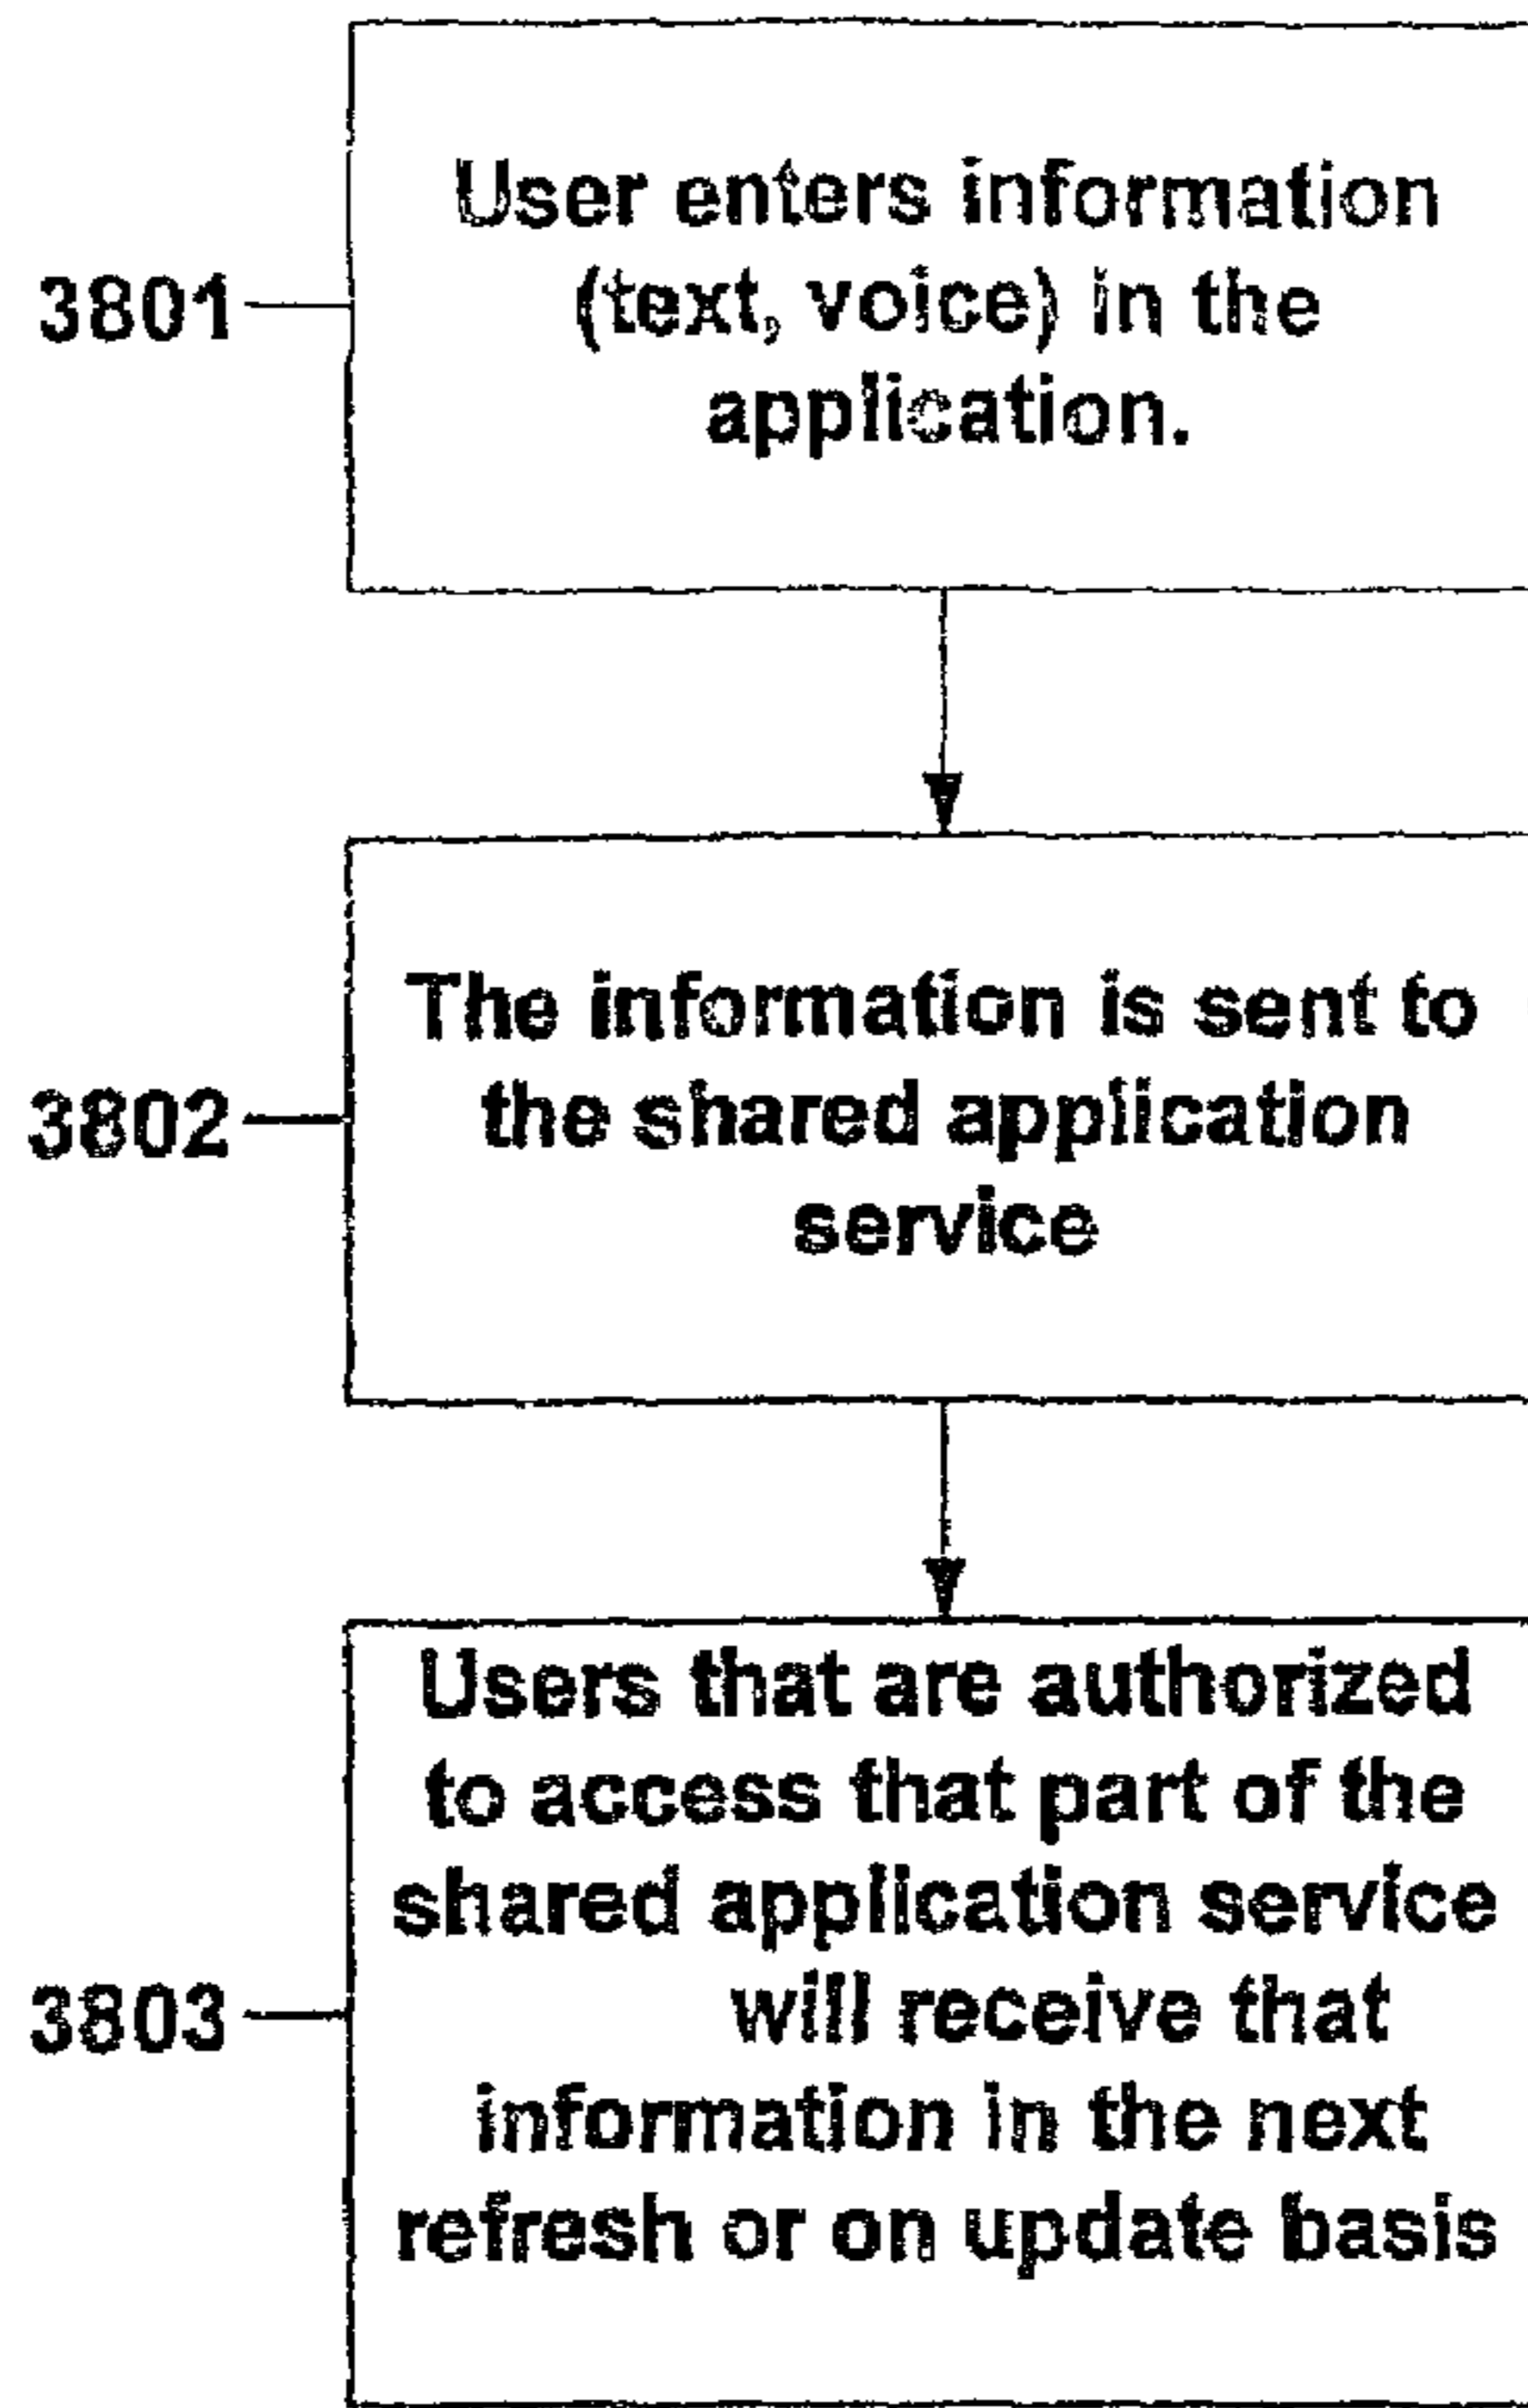 User enters information
3801
(text, voice) in the
application.
The information is sent to
3802
the shared application
service
Users that are authorized
to access that part of the
shared application service
3803
will receive that
information in the next
refresh or on update basis